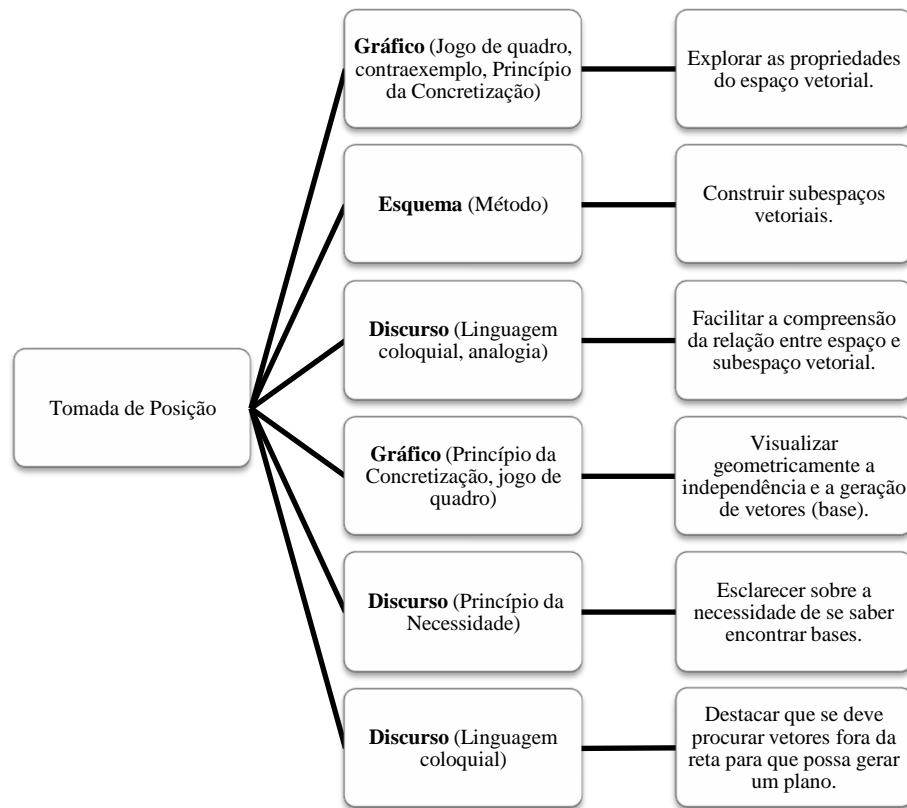 Gráfico (Jogo de quadro,
contraexemplo, Princípio
da Concretização)
Explorar as propriedades
do espaço vetorial.
Esquema (Método)
Construir subespaços
vetoriais.
Discurso (Linguagem
coloquial, analogia)
Facilitar a compreensão
da relação entre espaço e
subespaço vetorial.
Tomada de Posição
Gráfico (Princípio da
Concretização, jogo de
quadro)
Visualizar
geometricamente a
independência e a geração
de vetores (base).
Discurso (Princípio da
Necessidade)
Esclarecer sobre a
necessidade de se saber
encontrar bases.
Discurso (Linguagem
coloquial)
Destacar que se deve
procurar vetores fora da
reta para que possa gerar
um plano.